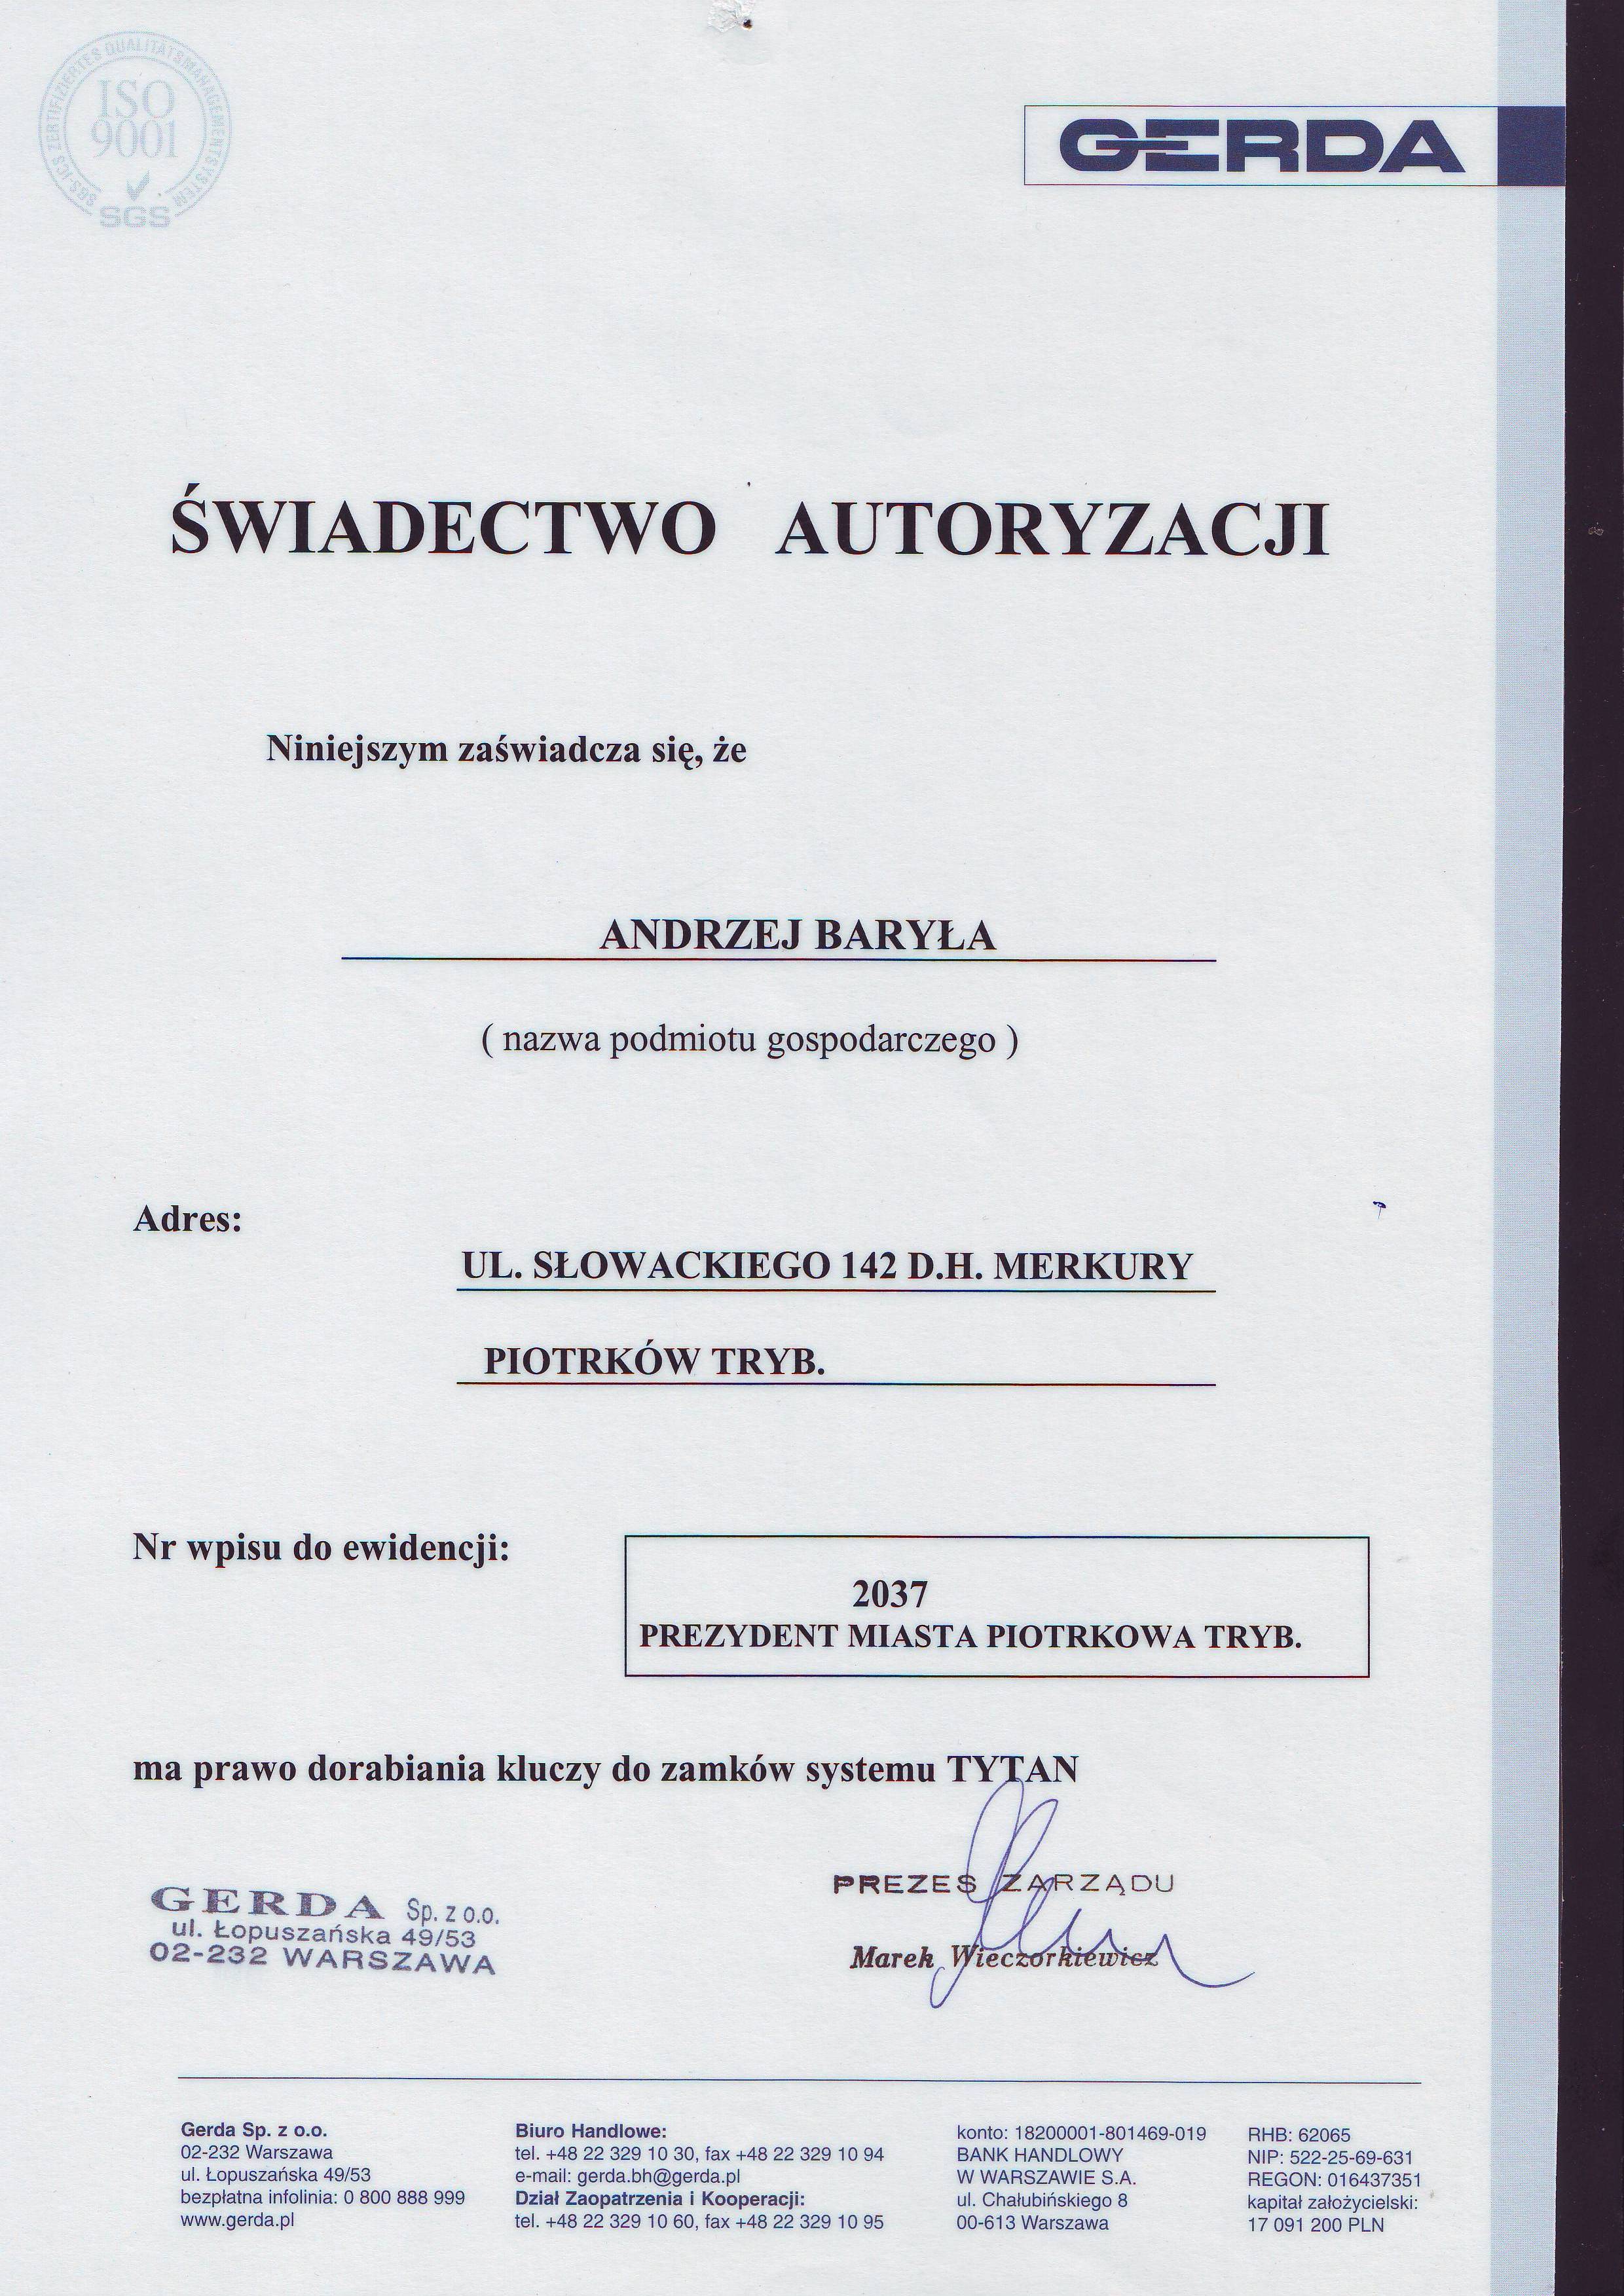 SGS-ICS ZERTIFIZIERTES QUALITÄTSMANAGEMENTSYSTEM
ISO
9001
SGS
GERDA
ŚWIADECTWO AUTORYZACJI
Niniejszym zaświadcza się, że
ANDRZEJ BARYŁA
( nazwa podmiotu gospodarczego )
Adres:
UL. SŁOWACKIEGO 142 D.H. MERKURY
PIOTRKÓW TRYB.
Nr wpisu do ewidencji:
2037
PREZYDENT MIASTA PIOTRKOWA TRYB.
ma prawo dorabiania kluczy do zamków systemu TYTAN
GERDA Sp. z o.o.
ul. Łopuszańska 49/53
02-232 WARSZAWA
PREZES ZARZĄDU
Marek Wieczorkiewicz
Gerda Sp. z o.o.
02-232 Warszawa
ul. Łopuszańska 49/53
bezpłatna infolinia: 0 800 888 999
www.gerda.pl
Biuro Handlowe:
tel. +48 22 329 10 30, fax +48 22 329 10 94
e-mail: gerda.bh@gerda.pl
Dział Zaopatrzenia i Kooperacji:
tel. +48 22 329 10 60, fax +48 22 329 10 95
konto: 18200001-801469-019
BANK HANDLOWY
W WARSZAWIE S.A.
ul. Chałubińskiego 8
00-613 Warszawa
RHB: 62065
NIP: 522-25-69-631
REGON: 016437351
kapitał założycielski:
17 091 200 PLN